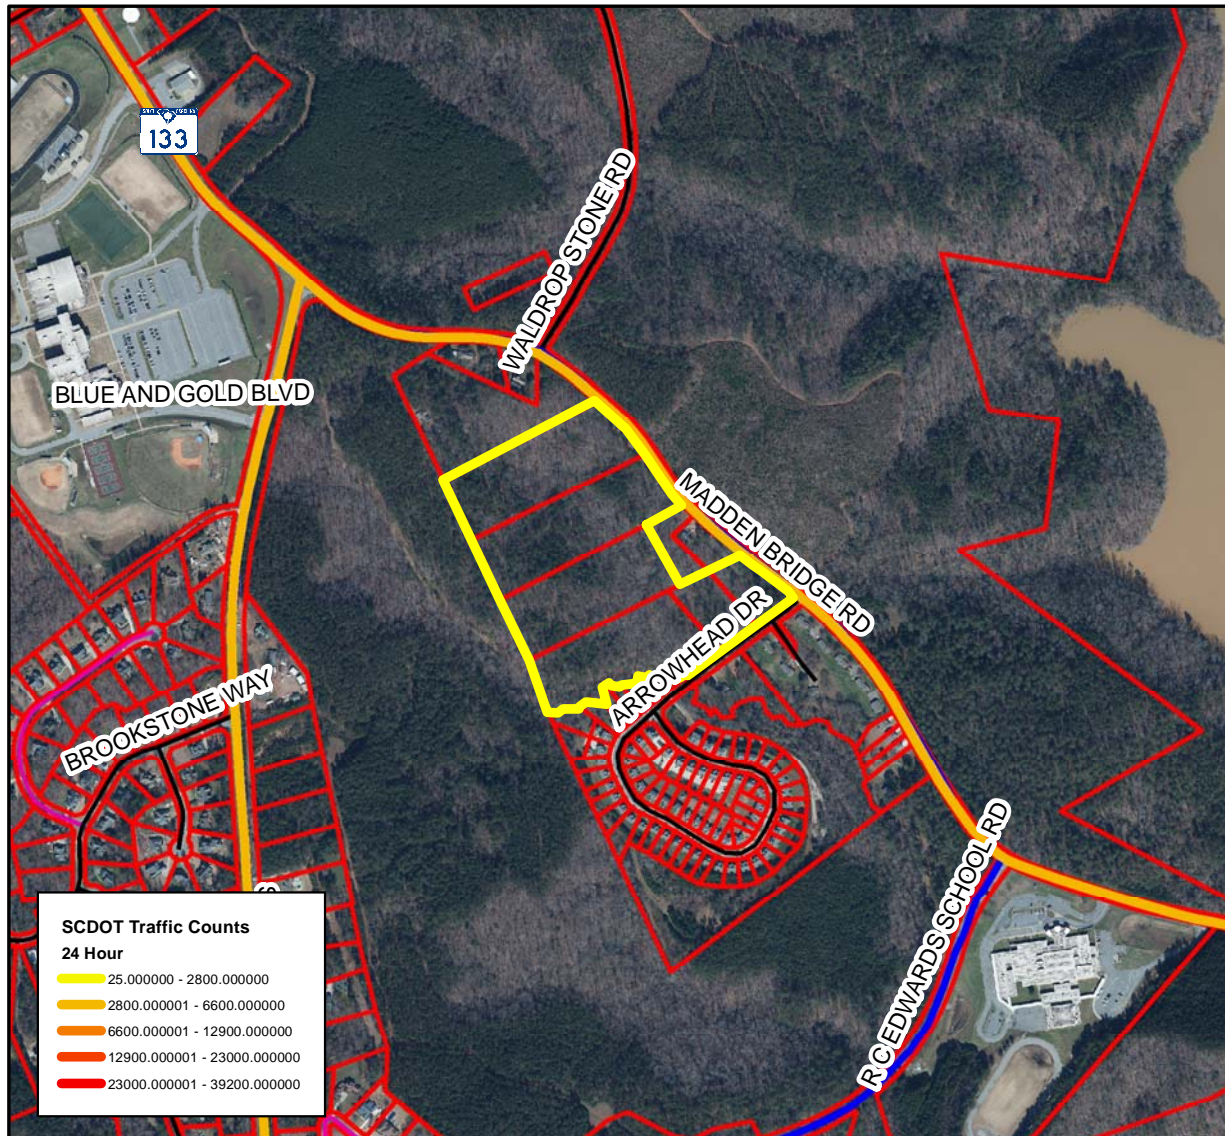 133
WALDROP STONE RD
BLUE AND GOLD BLVD
MADDEN BRIDGE RD
ARROWHEAD DR
BROOKSTONE WAY
R C EDWARDS SCHOOL RD
S
SCDOT Traffic Counts
24 Hour
25.000000 - 2800.000000
2800.000001 - 6600.000000
6600.000001 - 12900.000000
12900.000001 - 23000.000000
23000.000001 - 39200.000000